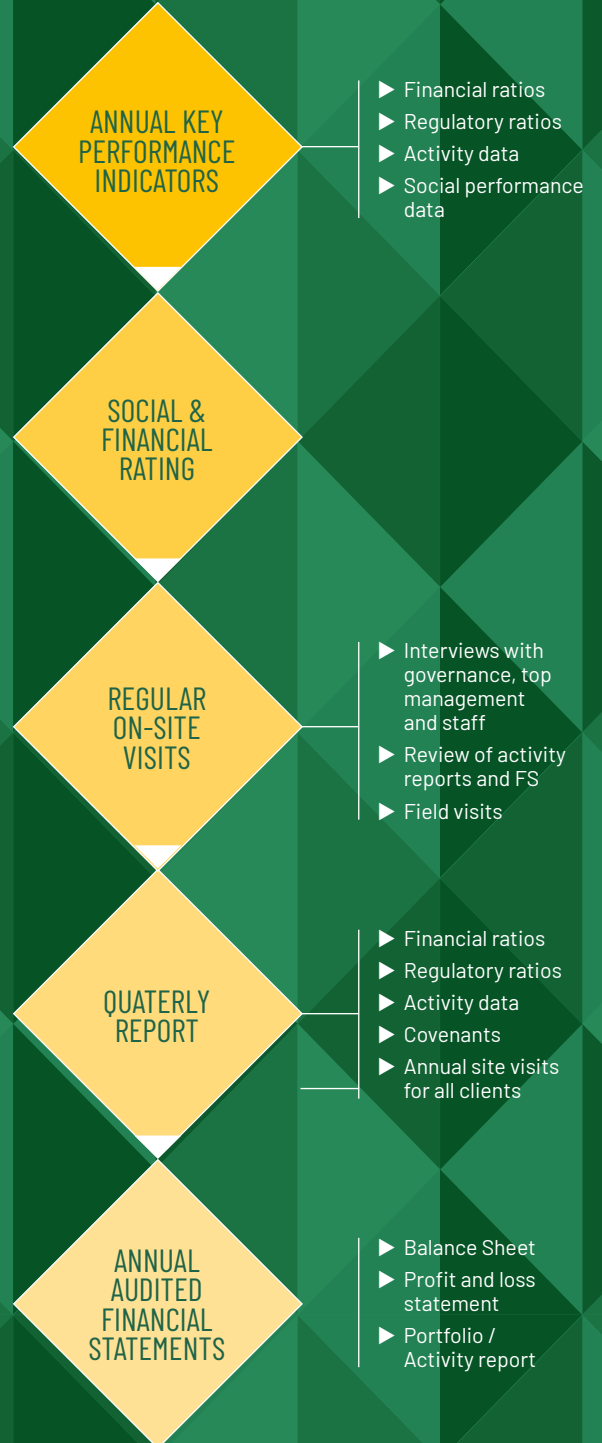 ANNUAL KEY
PERFORMANCE
INDICATORS
▶ Financial ratios
▶ Regulatory ratios
▶ Activity data
▶ Social performance
data
SOCIAL &
FINANCIAL
RATING
REGULAR
ON-SITE
VISITS
▶ Interviews with
governance, top
management
and staff
▶ Review of activity
reports and FS
▶ Field visits
QUATERLY
REPORT
▶ Financial ratios
▶ Regulatory ratios
▶ Activity data
▶ Covenants
▶ Annual site visits
for all clients
ANNUAL
AUDITED
FINANCIAL
STATEMENTS
▶ Balance Sheet
▶ Profit and loss
statement
▶ Portfolio /
Activity report